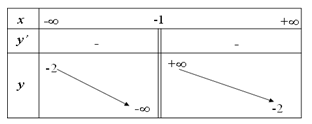 x -∞ -1 +∞
y' - -
y -2 -∞ +∞ -2